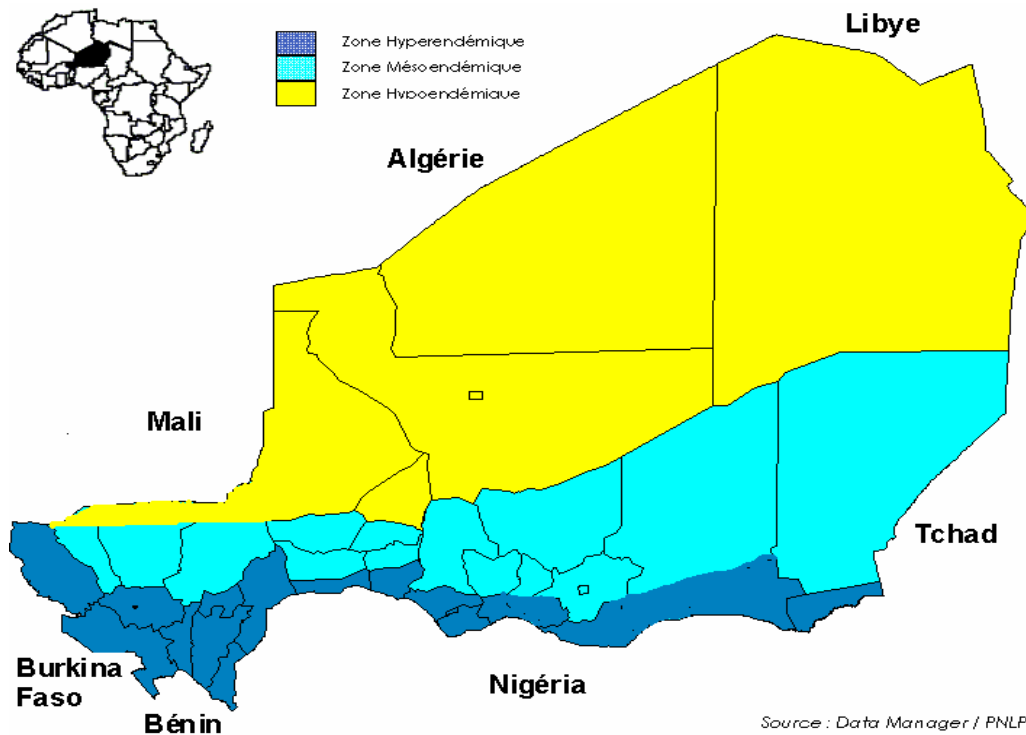 Libye
Zone Hyperendémique
Zone Mésoendémique
Zone Hypoendémique
Algérie
Mali
Tchad
Burkina
Faso
Nigéria
Bénin
Source : Data Manager / PNLP